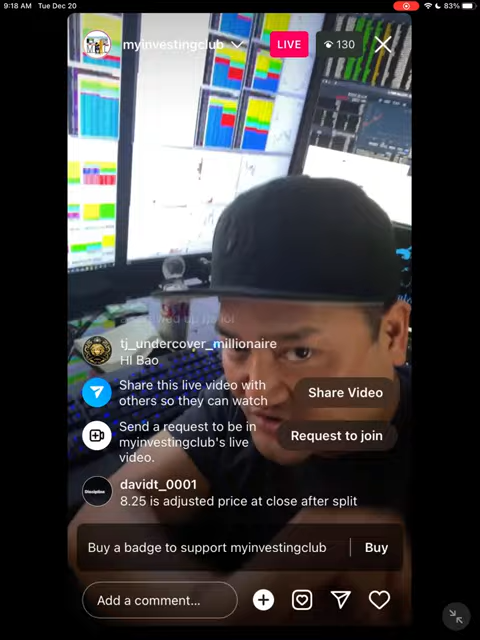 9:18 AM Tue Dec 20
83%
myinvestingclub
LIVE
130
tj_undercover_millionaire
HI Bao
Share this live video with
others so they can watch
Share Video
Send a request to be in
myinvestingclub's live
video.
Request to join
davidt_0001
8.25 is adjusted price at close after split
Buy a badge to support myinvestingclub
Buy
Add a comment...